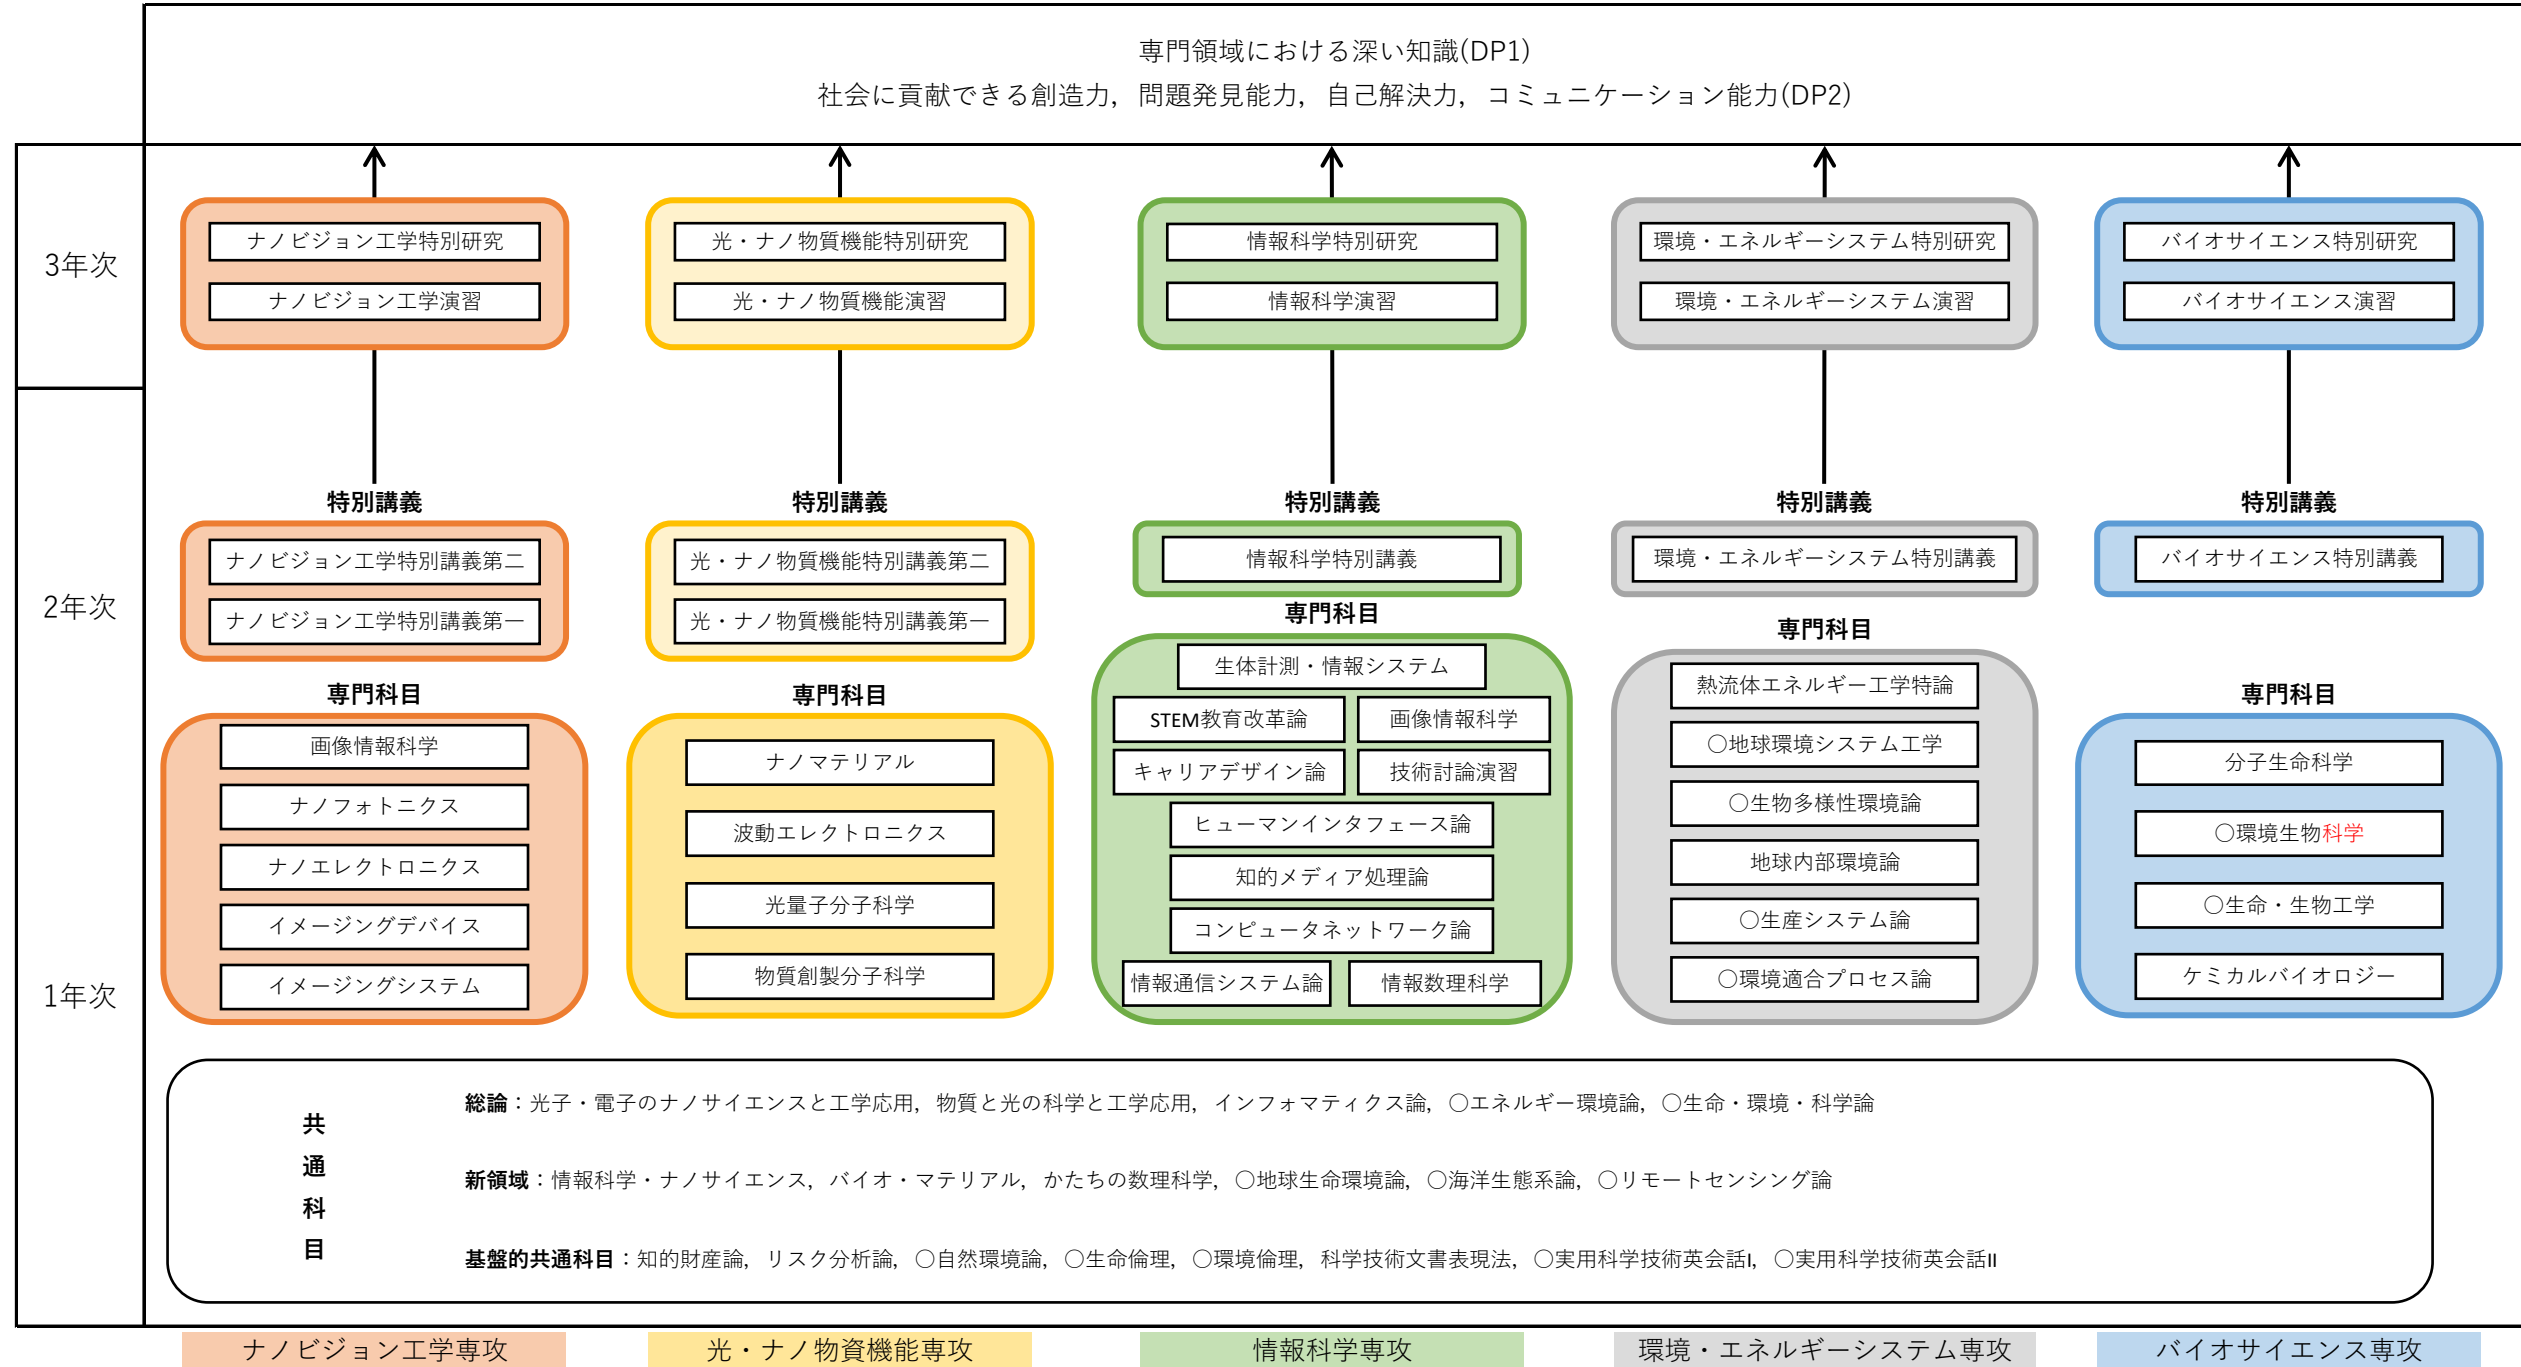 専門領域における深い知識(DP1)
社会に貢献できる創造力，問題発見能力，自己解決力，コミュニケーション能力(DP2)
3年次
ナノビジョン工学特別研究
ナノビジョン工学演習
光・ナノ物質機能特別研究
光・ナノ物質機能演習
情報科学特別研究
情報科学演習
環境・エネルギーシステム特別研究
環境・エネルギーシステム演習
バイオサイエンス特別研究
バイオサイエンス演習
2年次
1年次
特別講義
ナノビジョン工学特別講義第二
ナノビジョン工学特別講義第一
専門科目
画像情報科学
ナノフォトニクス
ナノエレクトロニクス
イメージングデバイス
イメージングシステム
特別講義
光・ナノ物質機能特別講義第二
光・ナノ物質機能特別講義第一
専門科目
ナノマテリアル
波動エレクトロニクス
光量子分子科学
物質創製分子科学
特別講義
情報科学特別講義
専門科目
生体計測・情報システム
STEM教育改革論
画像情報科学
キャリアデザイン論
技術討論演習
ヒューマンインタフェース論
知的メディア処理論
コンピュータネットワーク論
情報通信システム論
情報数理科学
特別講義
環境・エネルギーシステム特別講義
専門科目
熱流体エネルギー工学特論
〇地球環境システム工学
〇生物多様性環境論
地球内部環境論
〇生産システム論
〇環境適合プロセス論
特別講義
バイオサイエンス特別講義
専門科目
分子生命科学
〇環境生物科学
〇生命・生物工学
ケミカルバイオロジー
共通科目
総論：光子・電子のナノサイエンスと工学応用，物質と光の科学と工学応用，インフォマティクス論，〇エネルギー環境論，〇生命・環境・科学論
新領域：情報科学・ナノサイエンス，バイオ・マテリアル，かたちの数理科学，〇地球生命環境論，〇海洋生態系論，〇リモートセンシング論
基盤的共通科目：知的財産論，リスク分析論，〇自然環境論，〇生命倫理，〇環境倫理，科学技術文書表現法，〇実用科学技術英会話I，〇実用科学技術英会話II
ナノビジョン工学専攻
光・ナノ物資機能専攻
情報科学専攻
環境・エネルギーシステム専攻
バイオサイエンス専攻